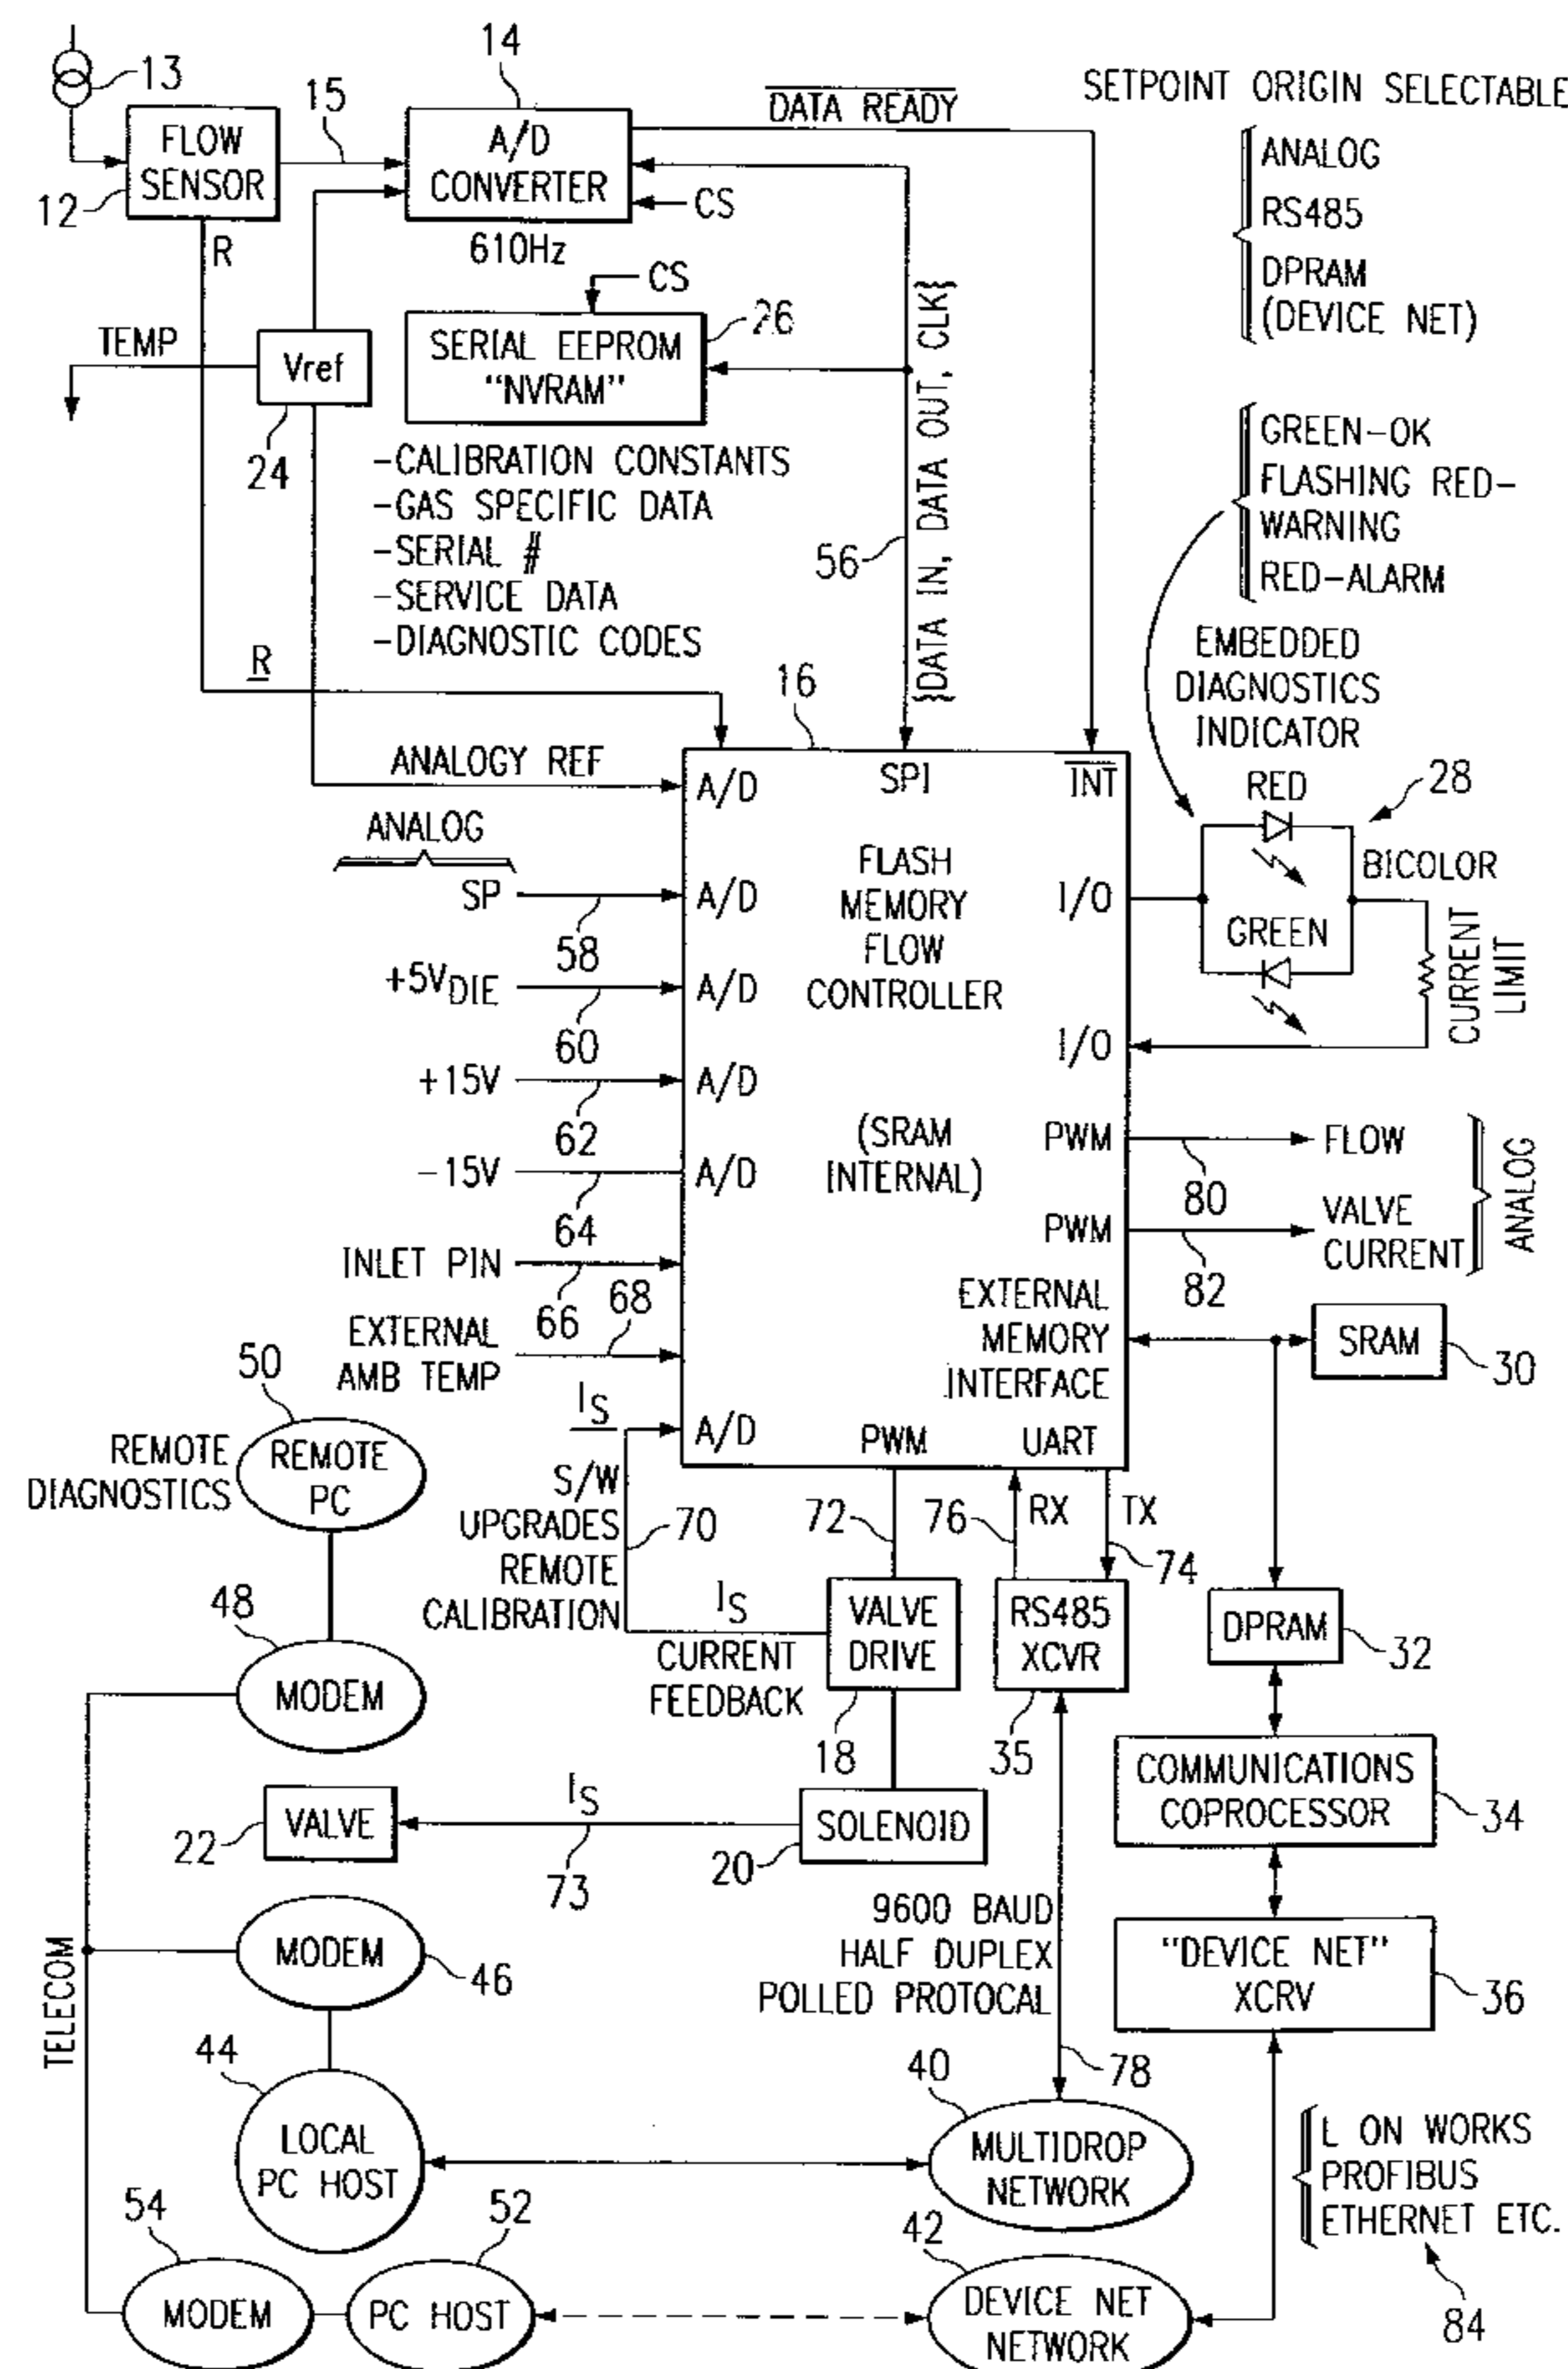 14
13
15
DATA READY
SETPOINT ORIGIN SELECTABLE
FLOW
SENSOR
12
A/D
CONVERTER
CS
610Hz
ANALOG
RS485
DPRAM
(DEVICE NET)
R
CS
26
SERIAL EEPROM
"NVRAM"
TEMP
Vref
24
{DATA IN, DATA OUT, CLK}
56
-CALIBRATION CONSTANTS
-GAS SPECIFIC DATA
-SERIAL #
-SERVICE DATA
-DIAGNOSTIC CODES
GREEN-OK
FLASHING RED-
WARNING
RED-ALARM
EMBEDDED
DIAGNOSTICS
INDICATOR
R
16
ANALOGY REF
A/D
SPI
INT
RED
28
BICOLOR
GREEN
CURRENT
LIMIT
ANALOG
SP
58
A/D
FLASH
MEMORY
FLOW
CONTROLLER
I/O
+5VDIE
60
A/D
I/O
+15V
62
A/D
(SRAM
INTERNAL)
PWM
80
FLOW
-15V
64
A/D
PWM
82
VALVE
CURRENT
ANALOG
INLET PIN
66
68
EXTERNAL
AMB TEMP
EXTERNAL
MEMORY
INTERFACE
SRAM
30
IS
A/D
PWM
UART
50
REMOTE
DIAGNOSTICS
REMOTE
PC
S/W
UPGRADES
REMOTE
CALIBRATION
70
72
76
RX
TX
74
48
MODEM
IS
CURRENT
FEEDBACK
VALVE
DRIVE
18
RS485
XCVR
35
DPRAM
32
COMMUNICATIONS
COPROCESSOR
34
VALVE
22
IS
73
SOLENOID
20
9600 BAUD
HALF DUPLEX
POLLED PROTOCAL
"DEVICE NET"
XCRV
36
TELECOM
MODEM
46
44
LOCAL
PC HOST
78
40
MULTIDROP
NETWORK
L ON WORKS
PROFIBUS
ETHERNET ETC.
84
54
MODEM
52
PC HOST
42
DEVICE NET
NETWORK